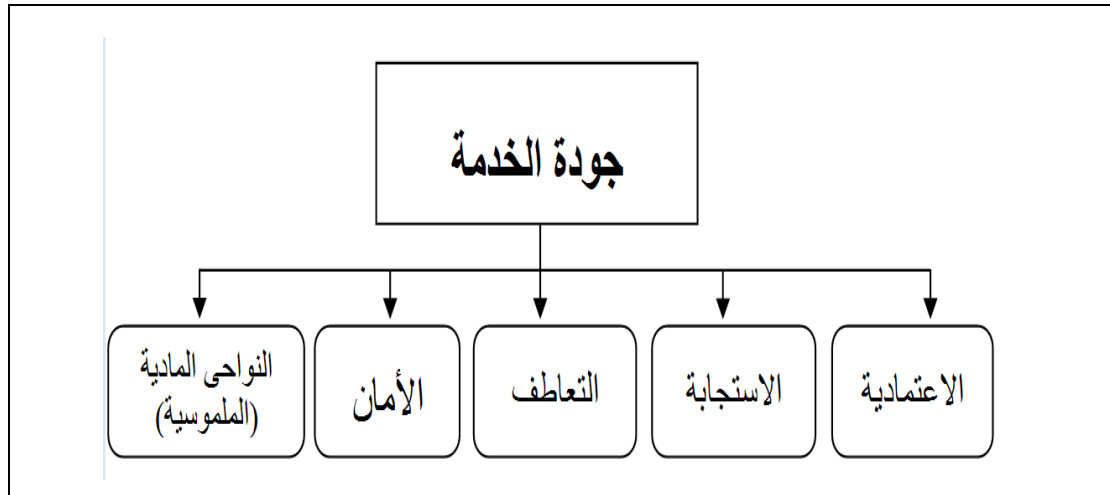 جودة الخدمة
الاعتمادية
الاستجابة
التعاطف
الأمان
النواحى المادية
(الملموسية)